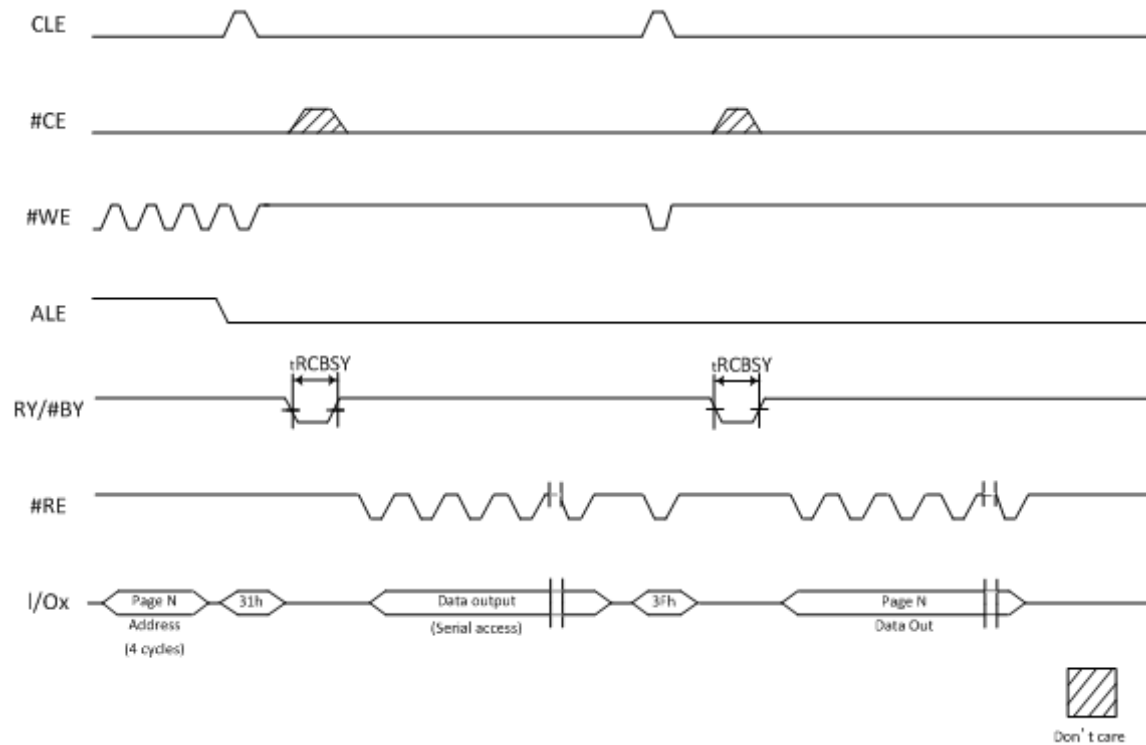 CLE
#CE
#WE
ALE
tRCBSY tRCBSY
RY/#BY
#RE
I/Ox Page N 31h Data output 3Fh Page N
Address (Serial access) Data Out
(4 cycles)
Don't care